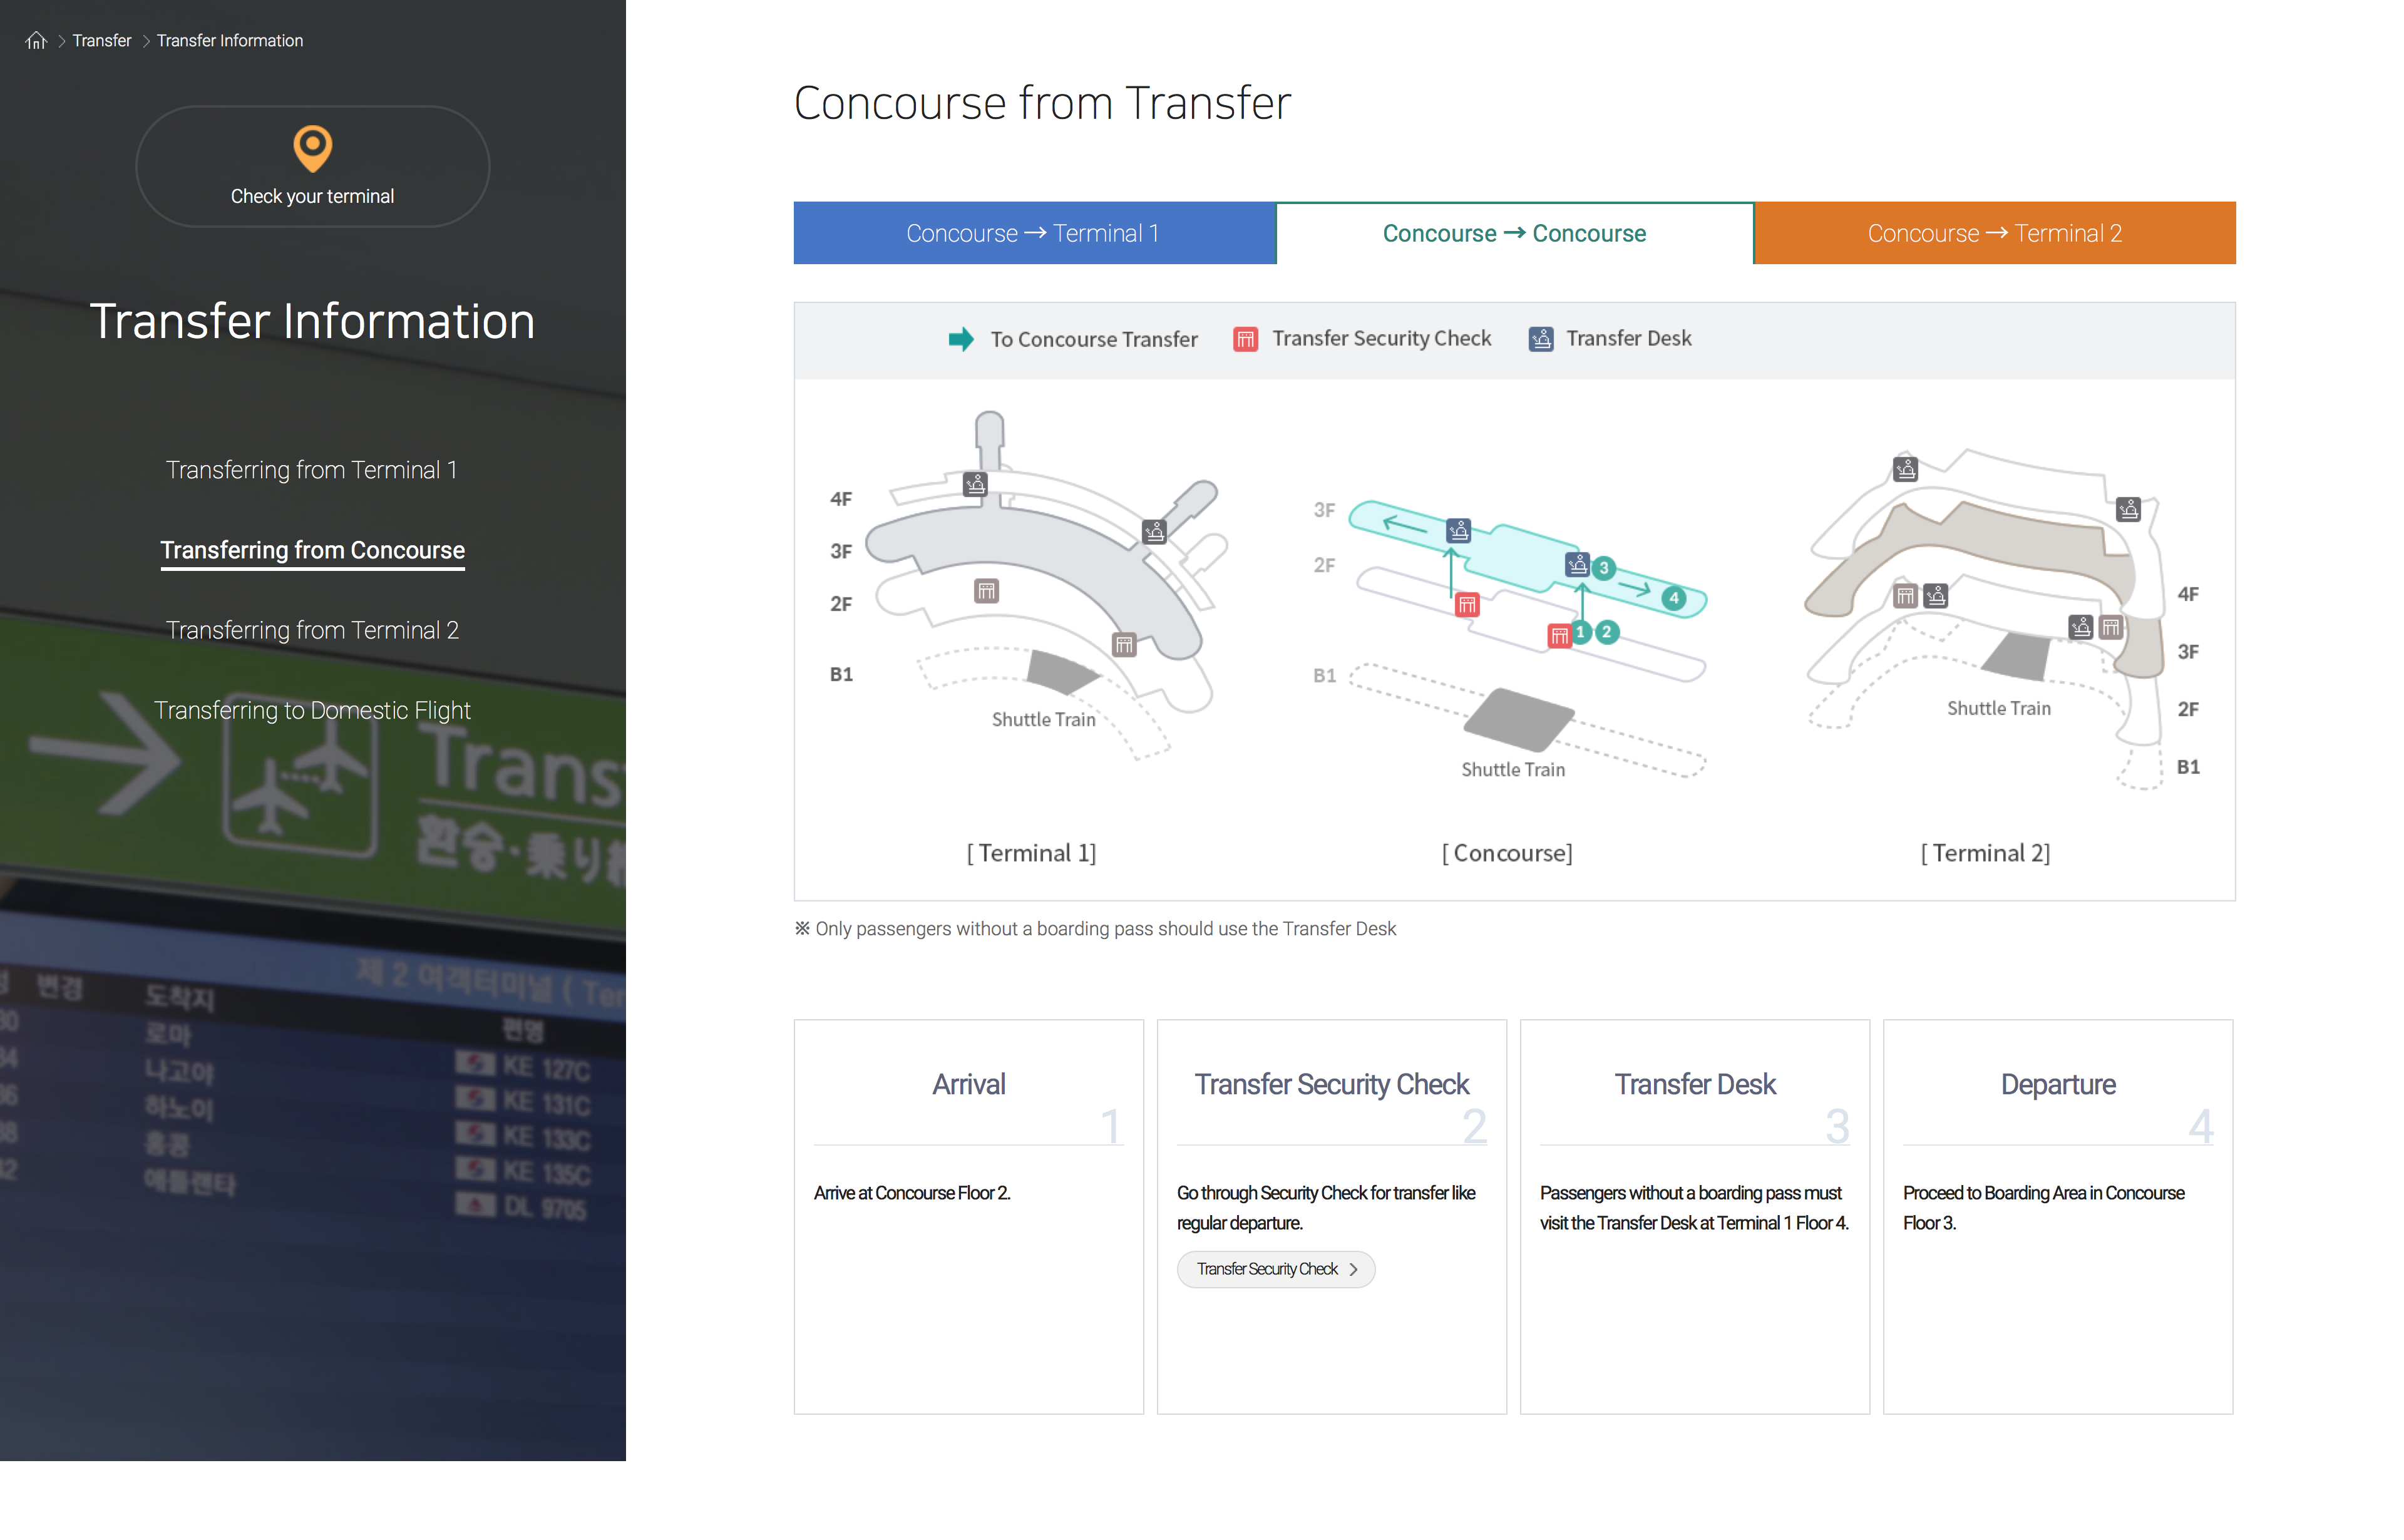 Transfer
Transfer Information
Check your terminal
Transfer Information
Transferring from Terminal 1
Transferring from Concourse
Transferring from Terminal 2
Transferring to Domestic Flight
Trans
환승·乗り
제 2 여객터미널 ( Ter
변경 도착지 편명
로마 KE 127C
나고야 KE 131C
하노이 KE 133C
홍콩 KE 135C
애틀랜타 DL 9705
Concourse from Transfer
Concourse → Terminal 1
Concourse → Concourse
Concourse → Terminal 2
To Concourse Transfer
Transfer Security Check
Transfer Desk
4F
3F
2F
B1
Shuttle Train
[ Terminal 1]
3F
2F
B1
3
4
1
2
Shuttle Train
[ Concourse]
4F
3F
2F
B1
Shuttle Train
[ Terminal 2]
※ Only passengers without a boarding pass should use the Transfer Desk
Arrival
1
Arrive at Concourse Floor 2.
Transfer Security Check
2
Go through Security Check for transfer like
regular departure.
Transfer Security Check >
Transfer Desk
3
Passengers without a boarding pass must
visit the Transfer Desk at Terminal 1 Floor 4.
Departure
4
Proceed to Boarding Area in Concourse
Floor 3.